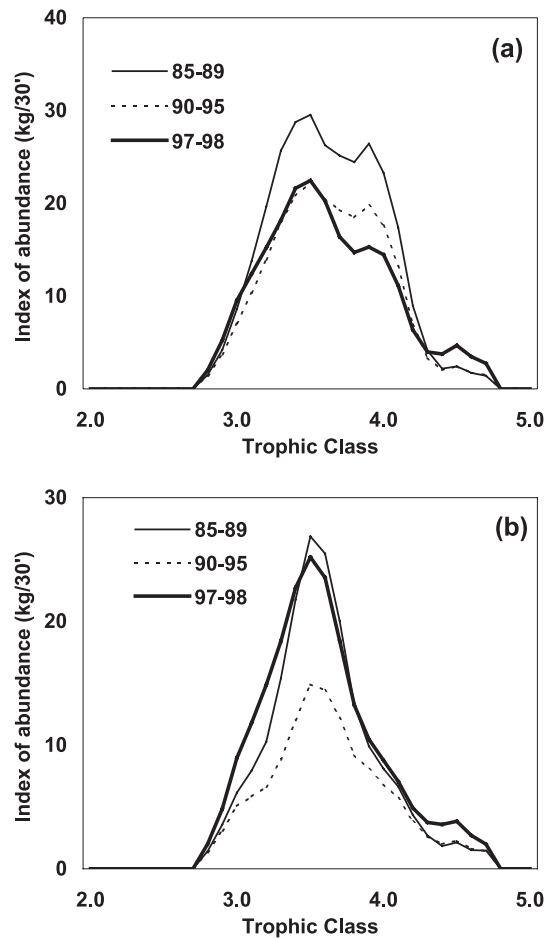 (a)
85-89
90-95
97-98
Index of abundance (kg/30')
40
30
20
10
0
2.0 3.0 4.0 5.0
Trophic Class
(b)
85-89
90-95
97-98
Index of abundance (kg/30')
30
20
10
0
2.0 3.0 4.0 5.0
Trophic Class